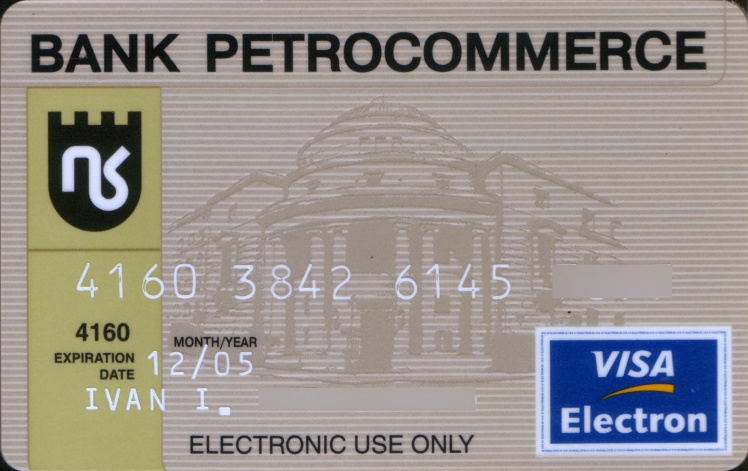 BANK PETROCOMMERCE
4160 3842 6145
4160
MONTH/YEAR
EXPIRATION DATE 12/05
IVAN I.
ELECTRONIC USE ONLY
VISA
Electron